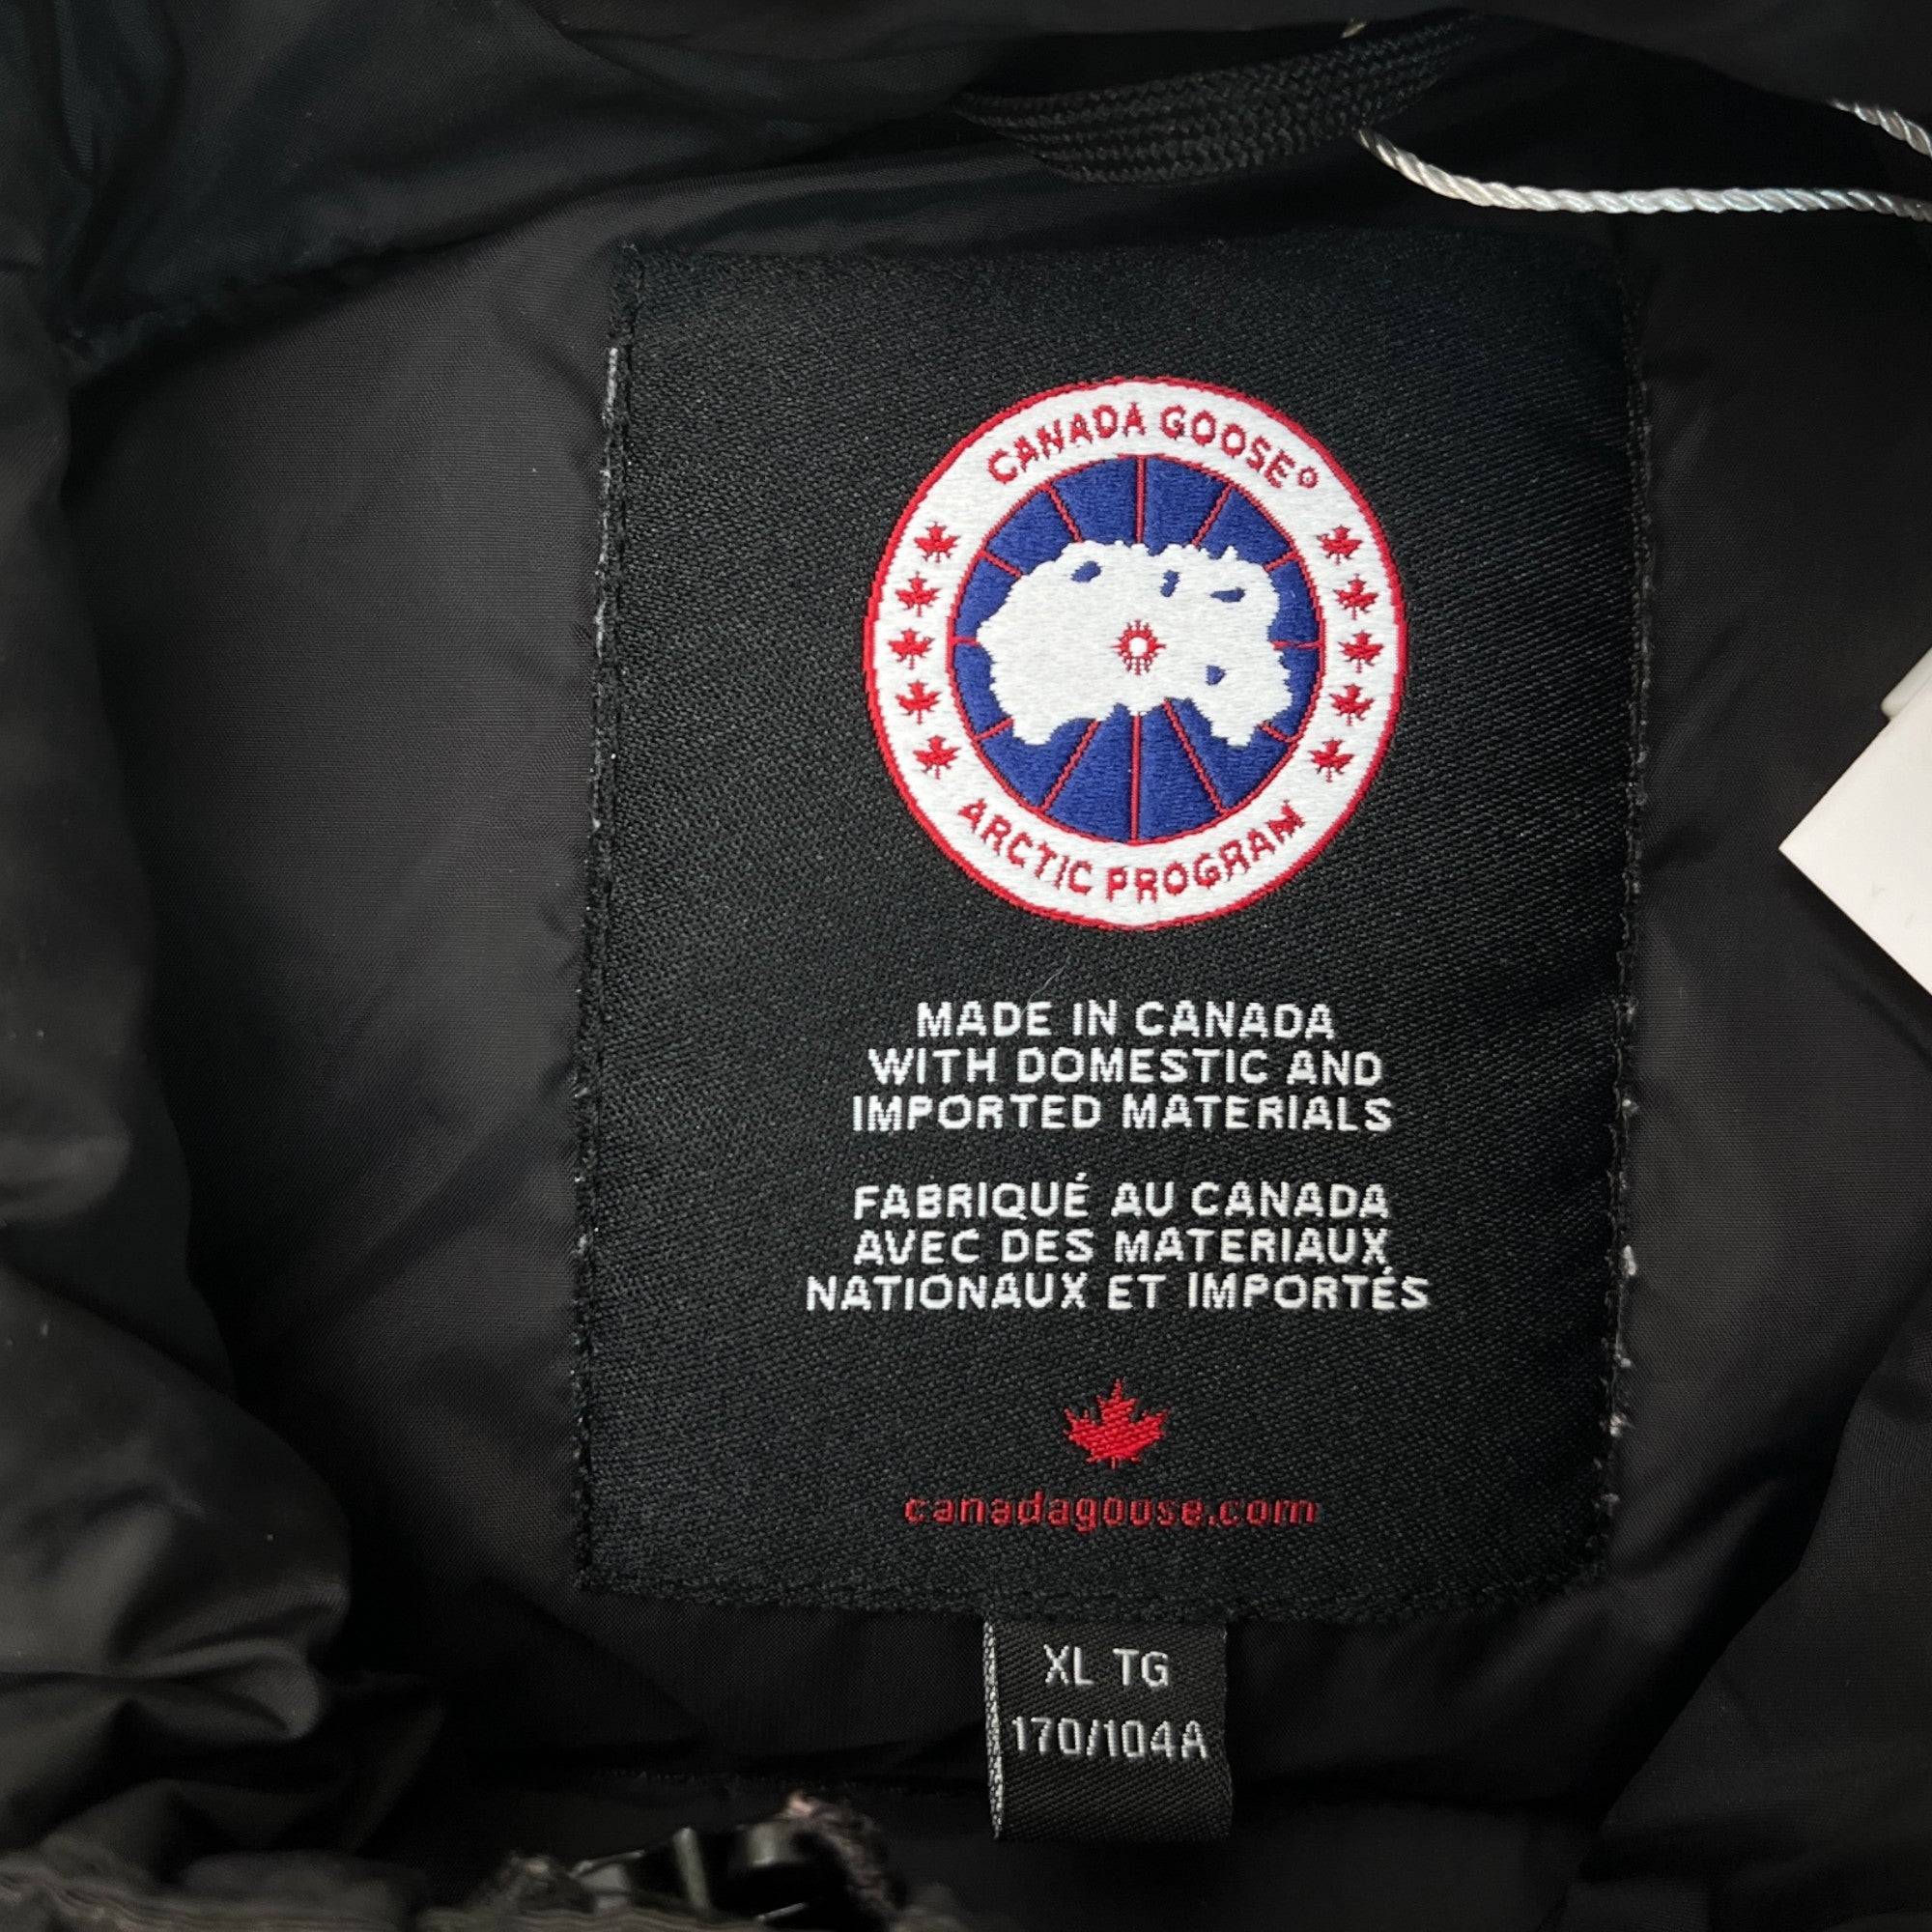 CANADA GOOSE®
ARCTIC PROGRAM
MADE IN CANADA
WITH DOMESTIC AND
IMPORTED MATERIALS
FABRIQUÉ AU CANADA
AVEC DES MATERIAUX
NATIONAUX ET IMPORTÉS
canadagoose.com
XL TG
170/104A